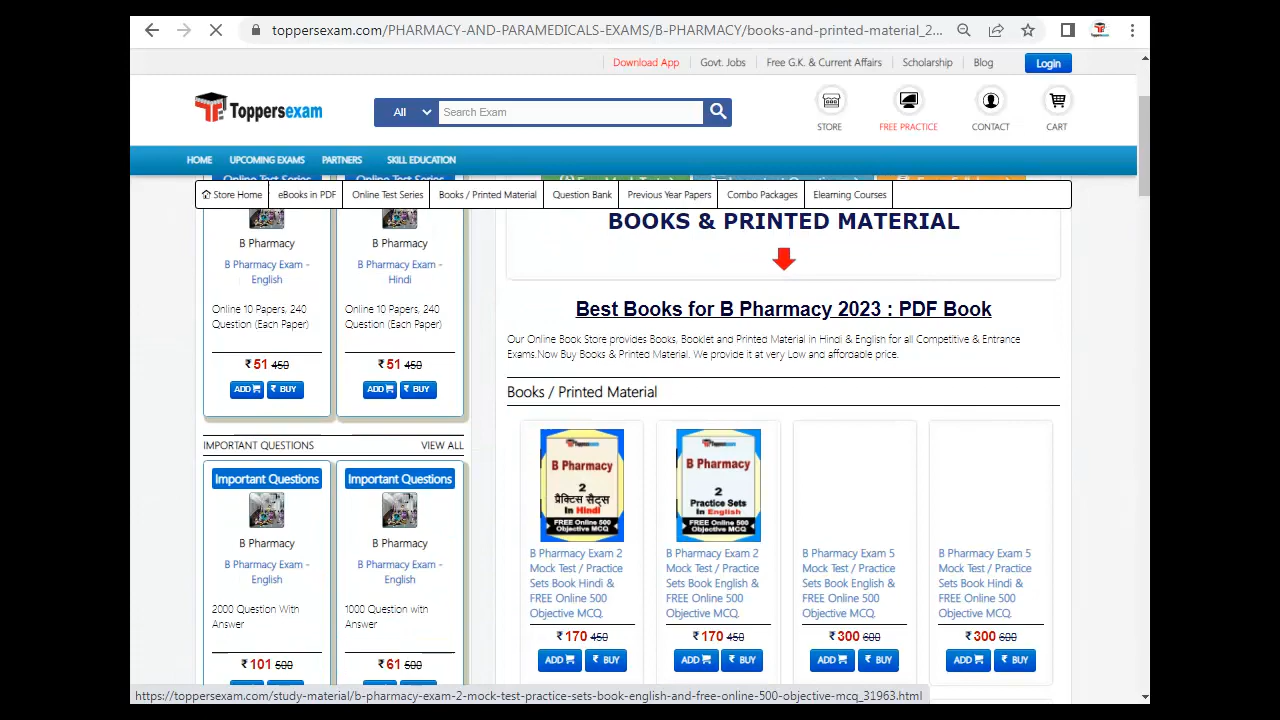 toppersexam.com/PHARMACY-AND-PARAMEDICALS-EXAMS/B-PHARMACY/books-and-printed-material_2...
Download App
Govt. Jobs
Free G.K. & Current Affairs
Scholarship
Blog
Login
Toppersexam
All
Search Exam
STORE
FREE PRACTICE
CONTACT
CART
HOME
UPCOMING EXAMS
PARTNERS
SKILL EDUCATION
Store Home
eBooks in PDF
Online Test Series
Books / Printed Material
Question Bank
Previous Year Papers
Combo Packages
Elearning Courses
B Pharmacy
B Pharmacy Exam -
English
Online 10 Papers, 240
Question (Each Paper)
₹ 51 450
ADD
₹ BUY
B Pharmacy
B Pharmacy Exam -
Hindi
Online 10 Papers, 240
Question (Each Paper)
₹ 51 450
ADD
₹ BUY
IMPORTANT QUESTIONS
VIEW ALL
Important Questions
B Pharmacy
B Pharmacy Exam -
English
2000 Question With
Answer
₹ 101 500
Important Questions
B Pharmacy
B Pharmacy Exam -
English
1000 Question with
Answer
₹ 61 500
BOOKS & PRINTED MATERIAL
Best Books for B Pharmacy 2023 : PDF Book
Our Online Book Store provides Books, Booklet and Printed Material in Hindi & English for all Competitive & Entrance
Exams.Now Buy Books & Printed Material. We provide it at very Low and affordable price.
Books / Printed Material
Toppersexam
B Pharmacy
2
प्रैक्टिस सैट्स
In Hindi
FREE Online 500
Objective MCQ
B Pharmacy Exam 2
Mock Test / Practice
Sets Book Hindi &
FREE Online 500
Objective MCQ.
₹ 170 450
ADD
₹ BUY
Toppersexam
B Pharmacy
2
Practice Sets
In English
FREE Online 500
Objective MCQ
B Pharmacy Exam 2
Mock Test / Practice
Sets Book English &
FREE Online 500
Objective MCQ.
₹ 170 450
ADD
₹ BUY
B Pharmacy Exam 5
Mock Test / Practice
Sets Book English &
FREE Online 500
Objective MCQ.
₹ 300 600
ADD
₹ BUY
B Pharmacy Exam 5
Mock Test / Practice
Sets Book Hindi &
FREE Online 500
Objective MCQ.
₹ 300 600
ADD
₹ BUY
https://toppersexam.com/study-material/b-pharmacy-exam-2-mock-test-practice-sets-book-english-and-free-online-500-objective-mcq_31963.html